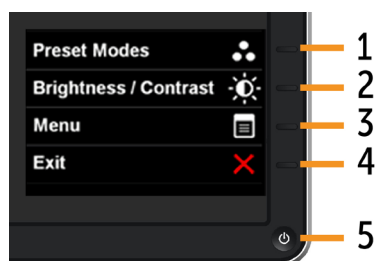 Preset Modes 1
Brightness / Contrast 2
Menu 3
Exit 4
5